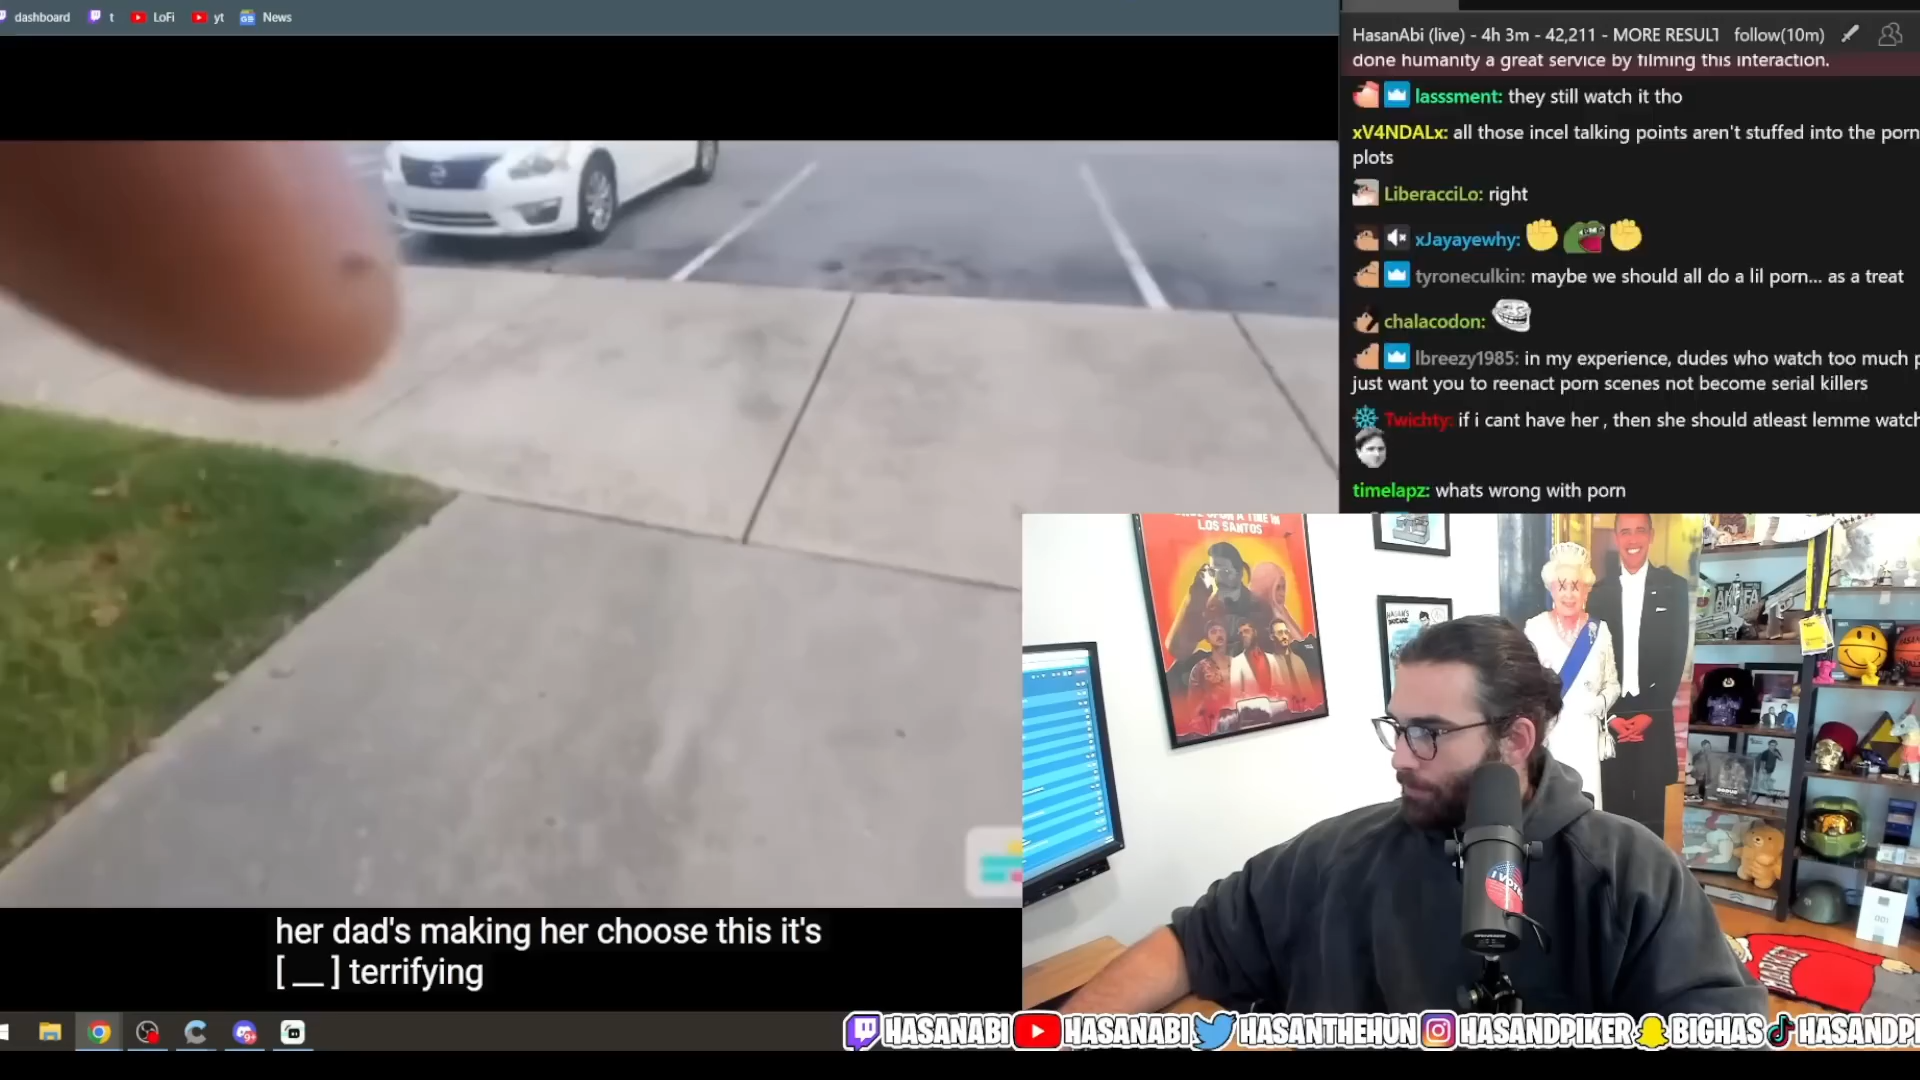 dashboard
t
LoFi
yt
News
HasanAbi (live) - 4h 3m - 42,211 - MORE RESULT follow(10m)
done humanity a great service by filming this interaction.
lasssment: they still watch it tho
xV4NDALx: all those incel talking points aren't stuffed into the porn
plots
LiberacciLo: right
xJayayewhy:
tyroneculkin: maybe we should all do a lil porn... as a treat
chalacodon:
lbreezy1985: in my experience, dudes who watch too much p
just want you to reenact porn scenes not become serial killers
Twichty: if i cant have her , then she should atleast lemme watch
timelapz: whats wrong with porn
LOS SANTOS
I VOTED
her dad's making her choose this it's
[ __ ] terrifying
HASANABI
HASANABI
HASANTHEHUN
HASANDPIKER
BIGHAS
HASANDPI